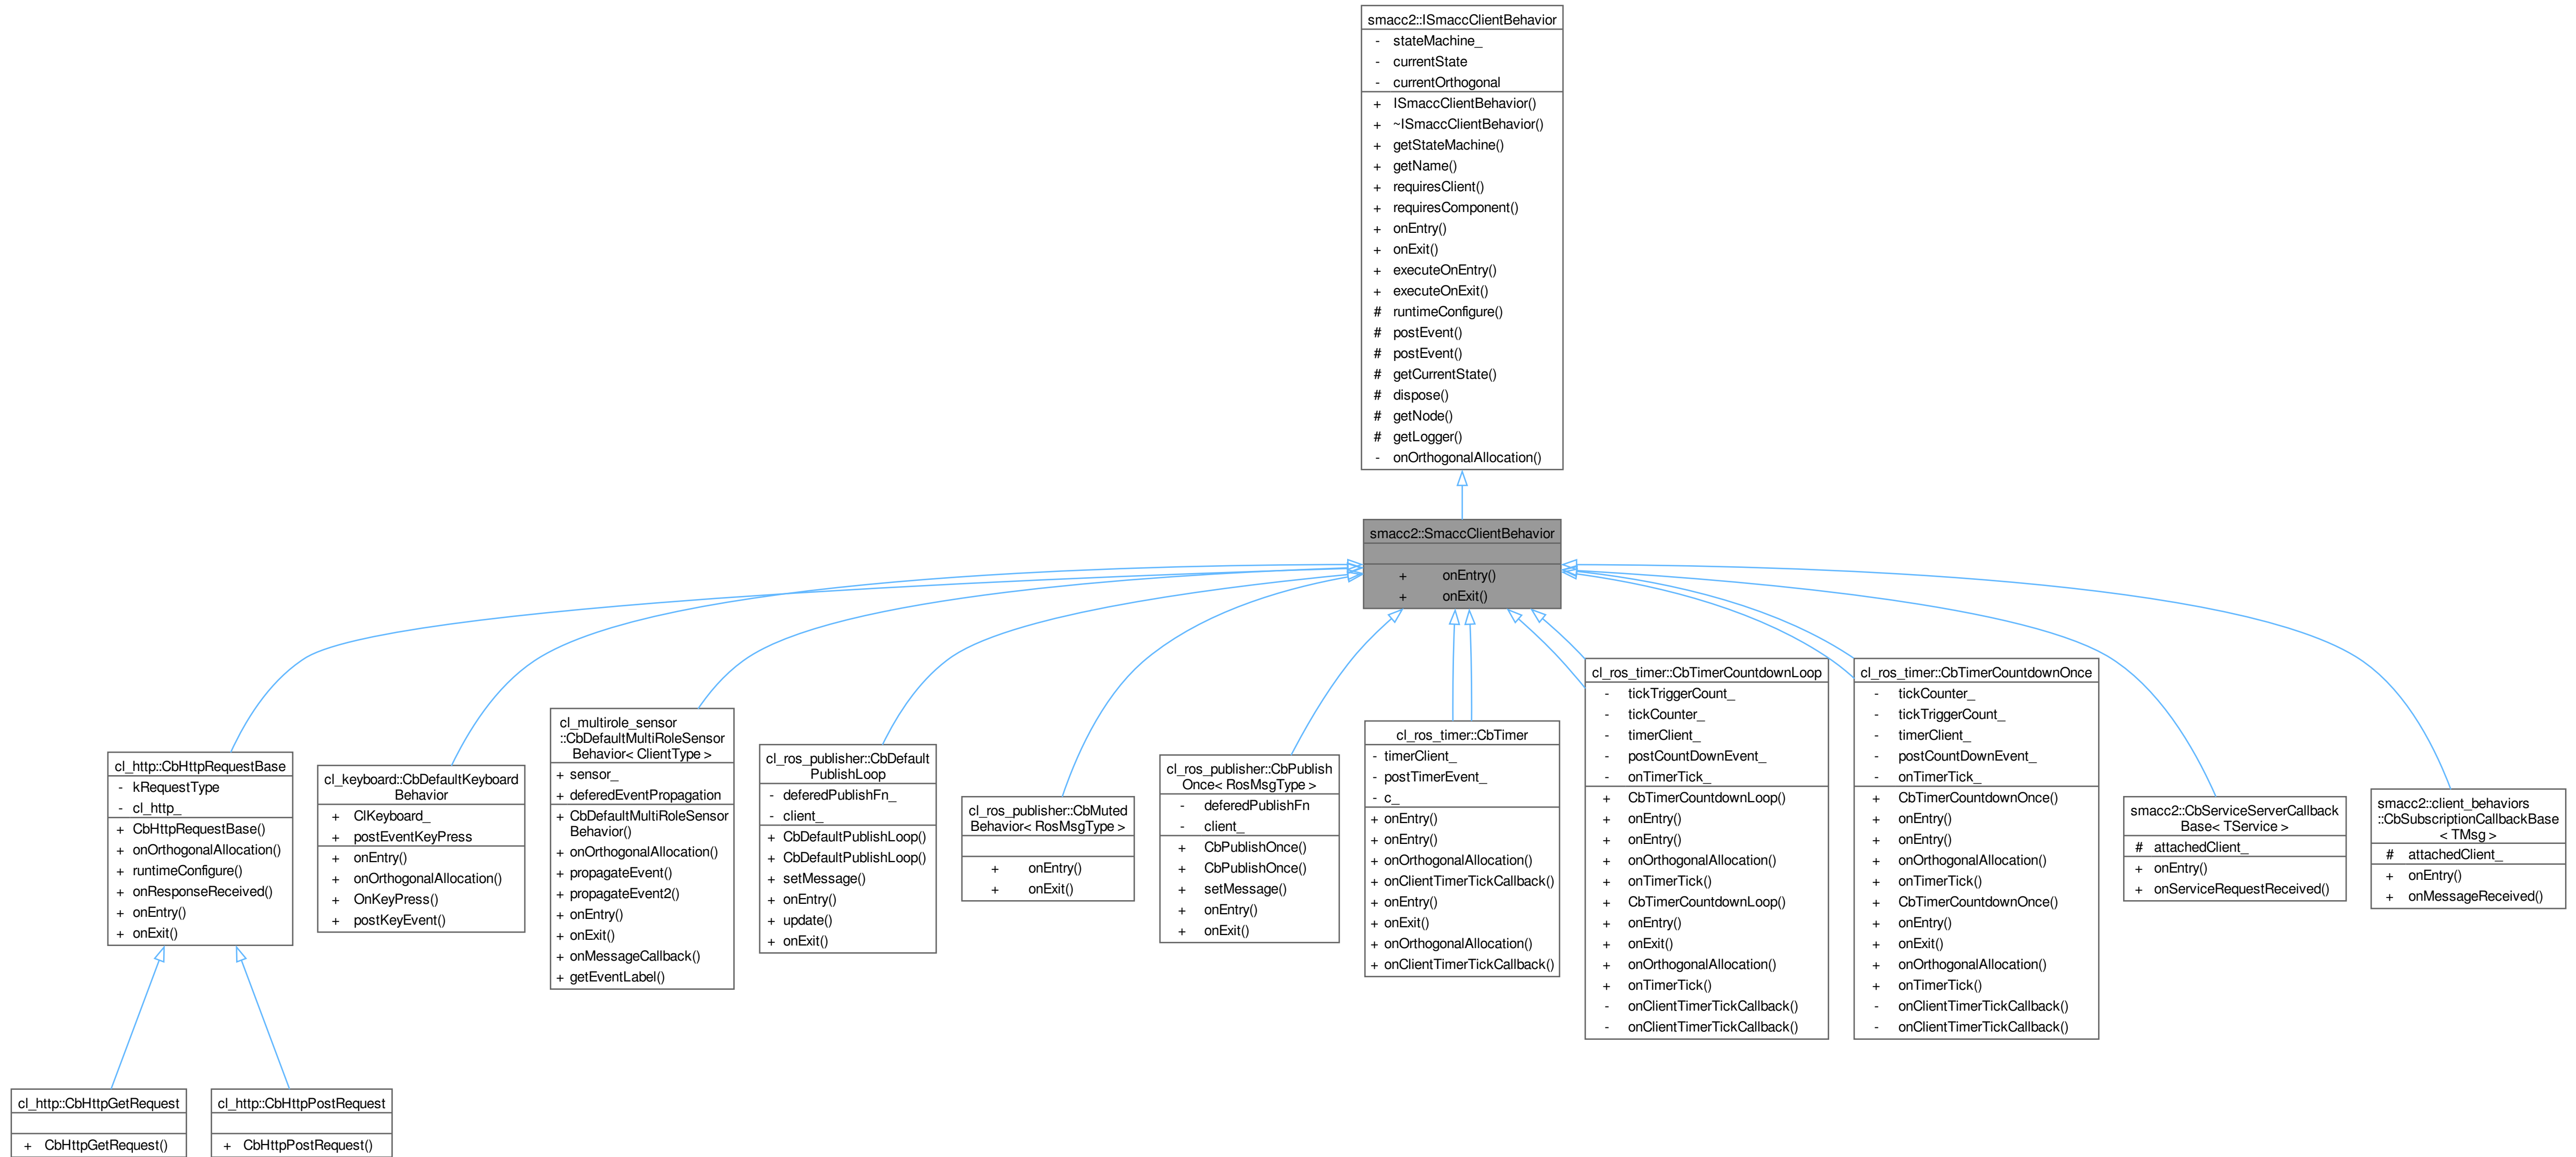 smacc2::ISmaccClientBehavior
- stateMachine_
- currentState
- currentOrthogonal
+ ISmaccClientBehavior()
+ ~ISmaccClientBehavior()
+ getStateMachine()
+ getName()
+ requiresClient()
+ requiresComponent()
+ onEntry()
+ onExit()
+ executeOnEntry()
+ executeOnExit()
# runtimeConfigure()
# postEvent()
# postEvent()
# getCurrentState()
# dispose()
# getNode()
# getLogger()
- onOrthogonalAllocation()
smacc2::SmaccClientBehavior
+ onEntry()
+ onExit()
cl_http::CbHttpRequestBase
- kRequestType
- cl_http_
+ CbHttpRequestBase()
+ onOrthogonalAllocation()
+ runtimeConfigure()
+ onResponseReceived()
+ onEntry()
+ onExit()
cl_keyboard::CbDefaultKeyboard
Behavior
+ ClKeyboard_
+ postEventKeyPress
+ onEntry()
+ onOrthogonalAllocation()
+ OnKeyPress()
+ postKeyEvent()
cl_multirole_sensor
::CbDefaultMultiRoleSensor
Behavior< ClientType >
+ sensor_
+ deferedEventPropagation
+ CbDefaultMultiRoleSensor
Behavior()
+ onOrthogonalAllocation()
+ propagateEvent()
+ propagateEvent2()
+ onEntry()
+ onExit()
+ onMessageCallback()
+ getEventLabel()
cl_ros_publisher::CbDefault
PublishLoop
- deferedPublishFn_
- client_
+ CbDefaultPublishLoop()
+ CbDefaultPublishLoop()
+ setMessage()
+ onEntry()
+ update()
+ onExit()
cl_ros_publisher::CbMuted
Behavior< RosMsgType >
+ onEntry()
+ onExit()
cl_ros_publisher::CbPublish
Once< RosMsgType >
- deferedPublishFn
- client_
+ CbPublishOnce()
+ CbPublishOnce()
+ setMessage()
+ onEntry()
+ onExit()
cl_ros_timer::CbTimer
- timerClient_
- postTimerEvent_
- c_
+ onEntry()
+ onEntry()
+ onOrthogonalAllocation()
+ onClientTimerTickCallback()
+ onEntry()
+ onExit()
+ onOrthogonalAllocation()
+ onClientTimerTickCallback()
cl_ros_timer::CbTimerCountdownLoop
- tickTriggerCount_
- tickCounter_
- timerClient_
- postCountDownEvent_
- onTimerTick_
+ CbTimerCountdownLoop()
+ onEntry()
+ onEntry()
+ onOrthogonalAllocation()
+ onTimerTick()
+ CbTimerCountdownLoop()
+ onEntry()
+ onExit()
+ onOrthogonalAllocation()
+ onTimerTick()
- onClientTimerTickCallback()
- onClientTimerTickCallback()
cl_ros_timer::CbTimerCountdownOnce
- tickCounter_
- tickTriggerCount_
- timerClient_
- postCountDownEvent_
- onTimerTick_
+ CbTimerCountdownOnce()
+ onEntry()
+ onEntry()
+ onOrthogonalAllocation()
+ onTimerTick()
+ CbTimerCountdownOnce()
+ onEntry()
+ onExit()
+ onOrthogonalAllocation()
+ onTimerTick()
- onClientTimerTickCallback()
- onClientTimerTickCallback()
smacc2::CbServiceServerCallback
Base< TService >
# attachedClient_
+ onEntry()
+ onServiceRequestReceived()
smacc2::client_behaviors
::CbSubscriptionCallbackBase
< TMsg >
# attachedClient_
+ onEntry()
+ onMessageReceived()
cl_http::CbHttpGetRequest
+ CbHttpGetRequest()
cl_http::CbHttpPostRequest
+ CbHttpPostRequest()